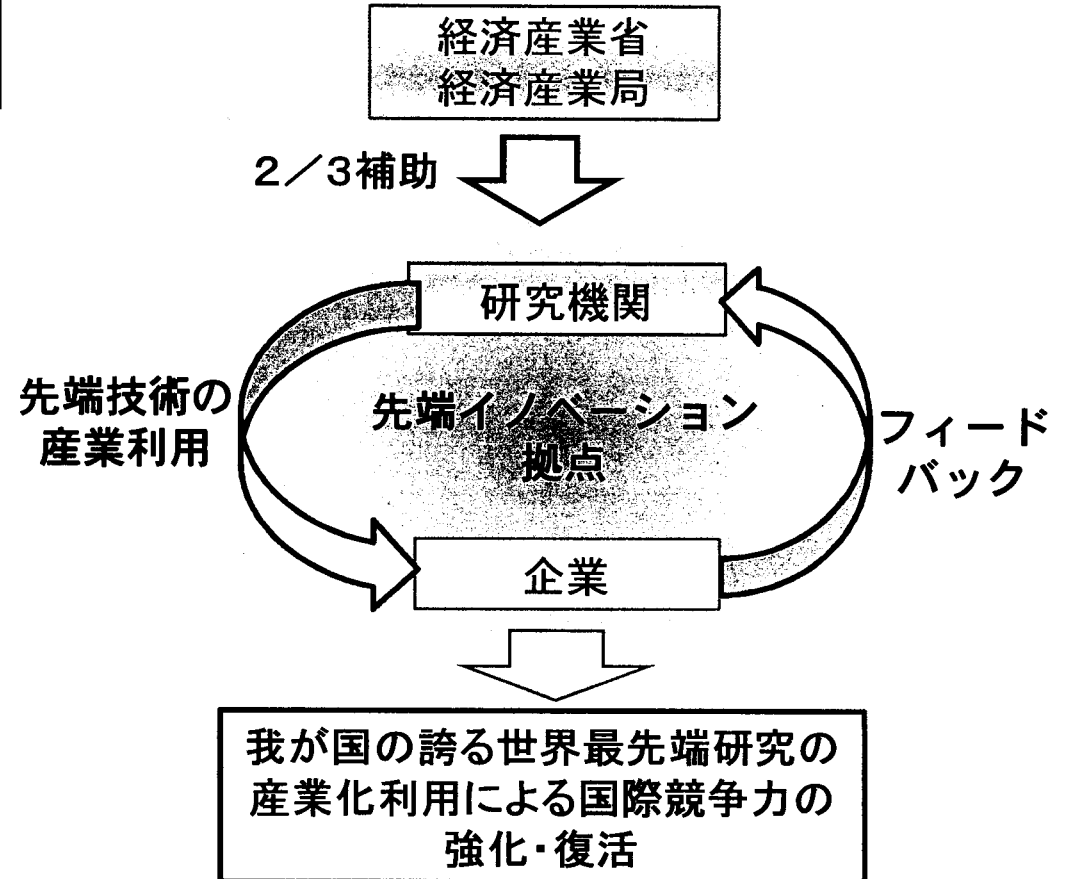 経済産業省
経済産業局
2/3補助
研究機関
先端技術の
産業利用
先端イノベーション
拠点
フィード
バック
企業
我が国の誇る世界最先端研究の
産業化利用による国際競争力の
強化・復活